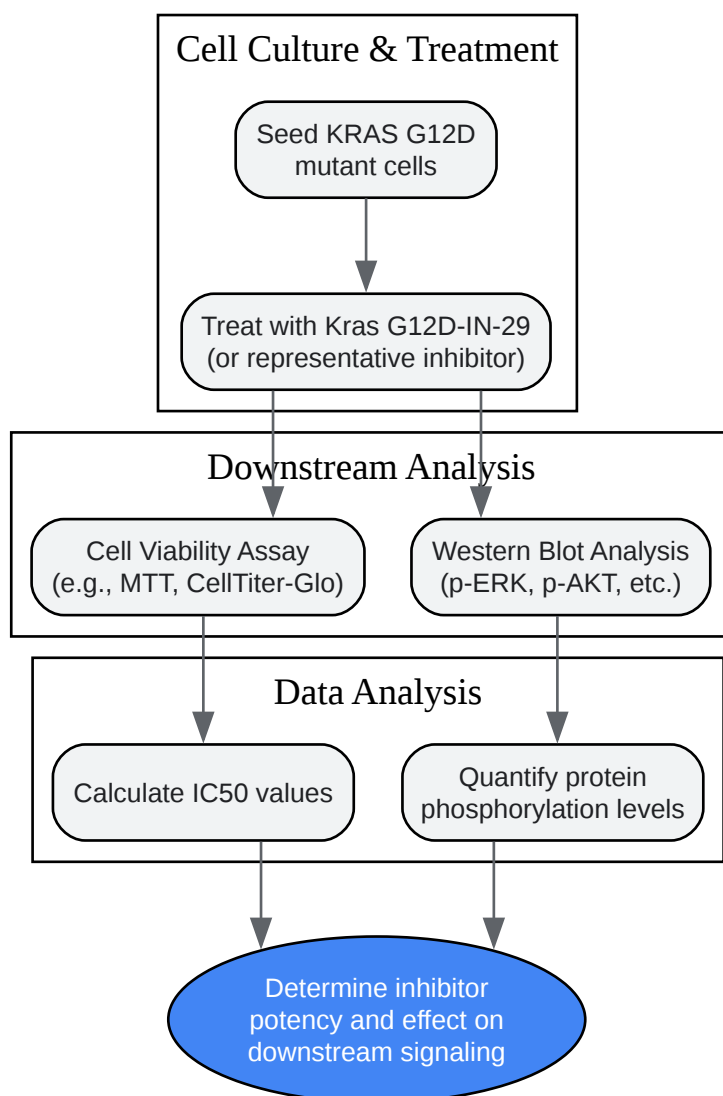 Cell Culture & Treatment
Seed KRAS G12D
mutant cells
Treat with Kras G12D-IN-29
(or representative inhibitor)
Downstream Analysis
Cell Viability Assay
(e.g., MTT, CellTiter-Glo)
Western Blot Analysis
(p-ERK, p-AKT, etc.)
Data Analysis
Calculate IC50 values
Quantify protein
phosphorylation levels
Determine inhibitor
potency and effect on
downstream signaling